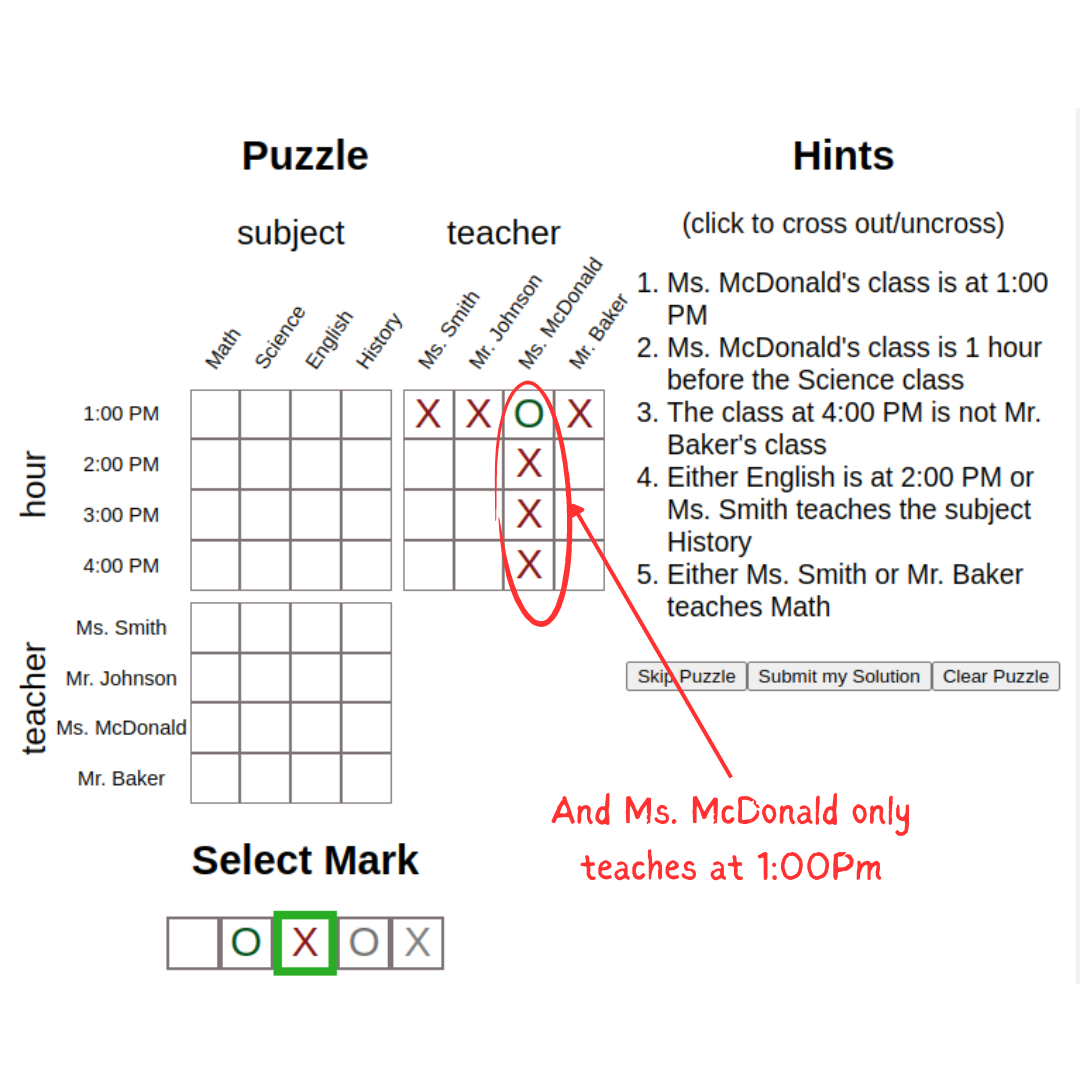 Puzzle
Hints
subject
teacher
(click to cross out/uncross)
Math
Science
English
History
Ms. Smith
Mr. Johnson
Ms. McDonald
Mr. Baker
hour
1:00 PM
X X O X
2:00 PM
X
3:00 PM
X
4:00 PM
X
teacher
Ms. Smith
Mr. Johnson
Ms. McDonald
Mr. Baker
1. Ms. McDonald's class is at 1:00
PM
2. Ms. McDonald's class is 1 hour
before the Science class
3. The class at 4:00 PM is not Mr.
Baker's class
4. Either English is at 2:00 PM or
Ms. Smith teaches the subject
History
5. Either Ms. Smith or Mr. Baker
teaches Math
Skip Puzzle
Submit my Solution
Clear Puzzle
And Ms. McDonald only
teaches at 1:00Pm
Select Mark
O X O X